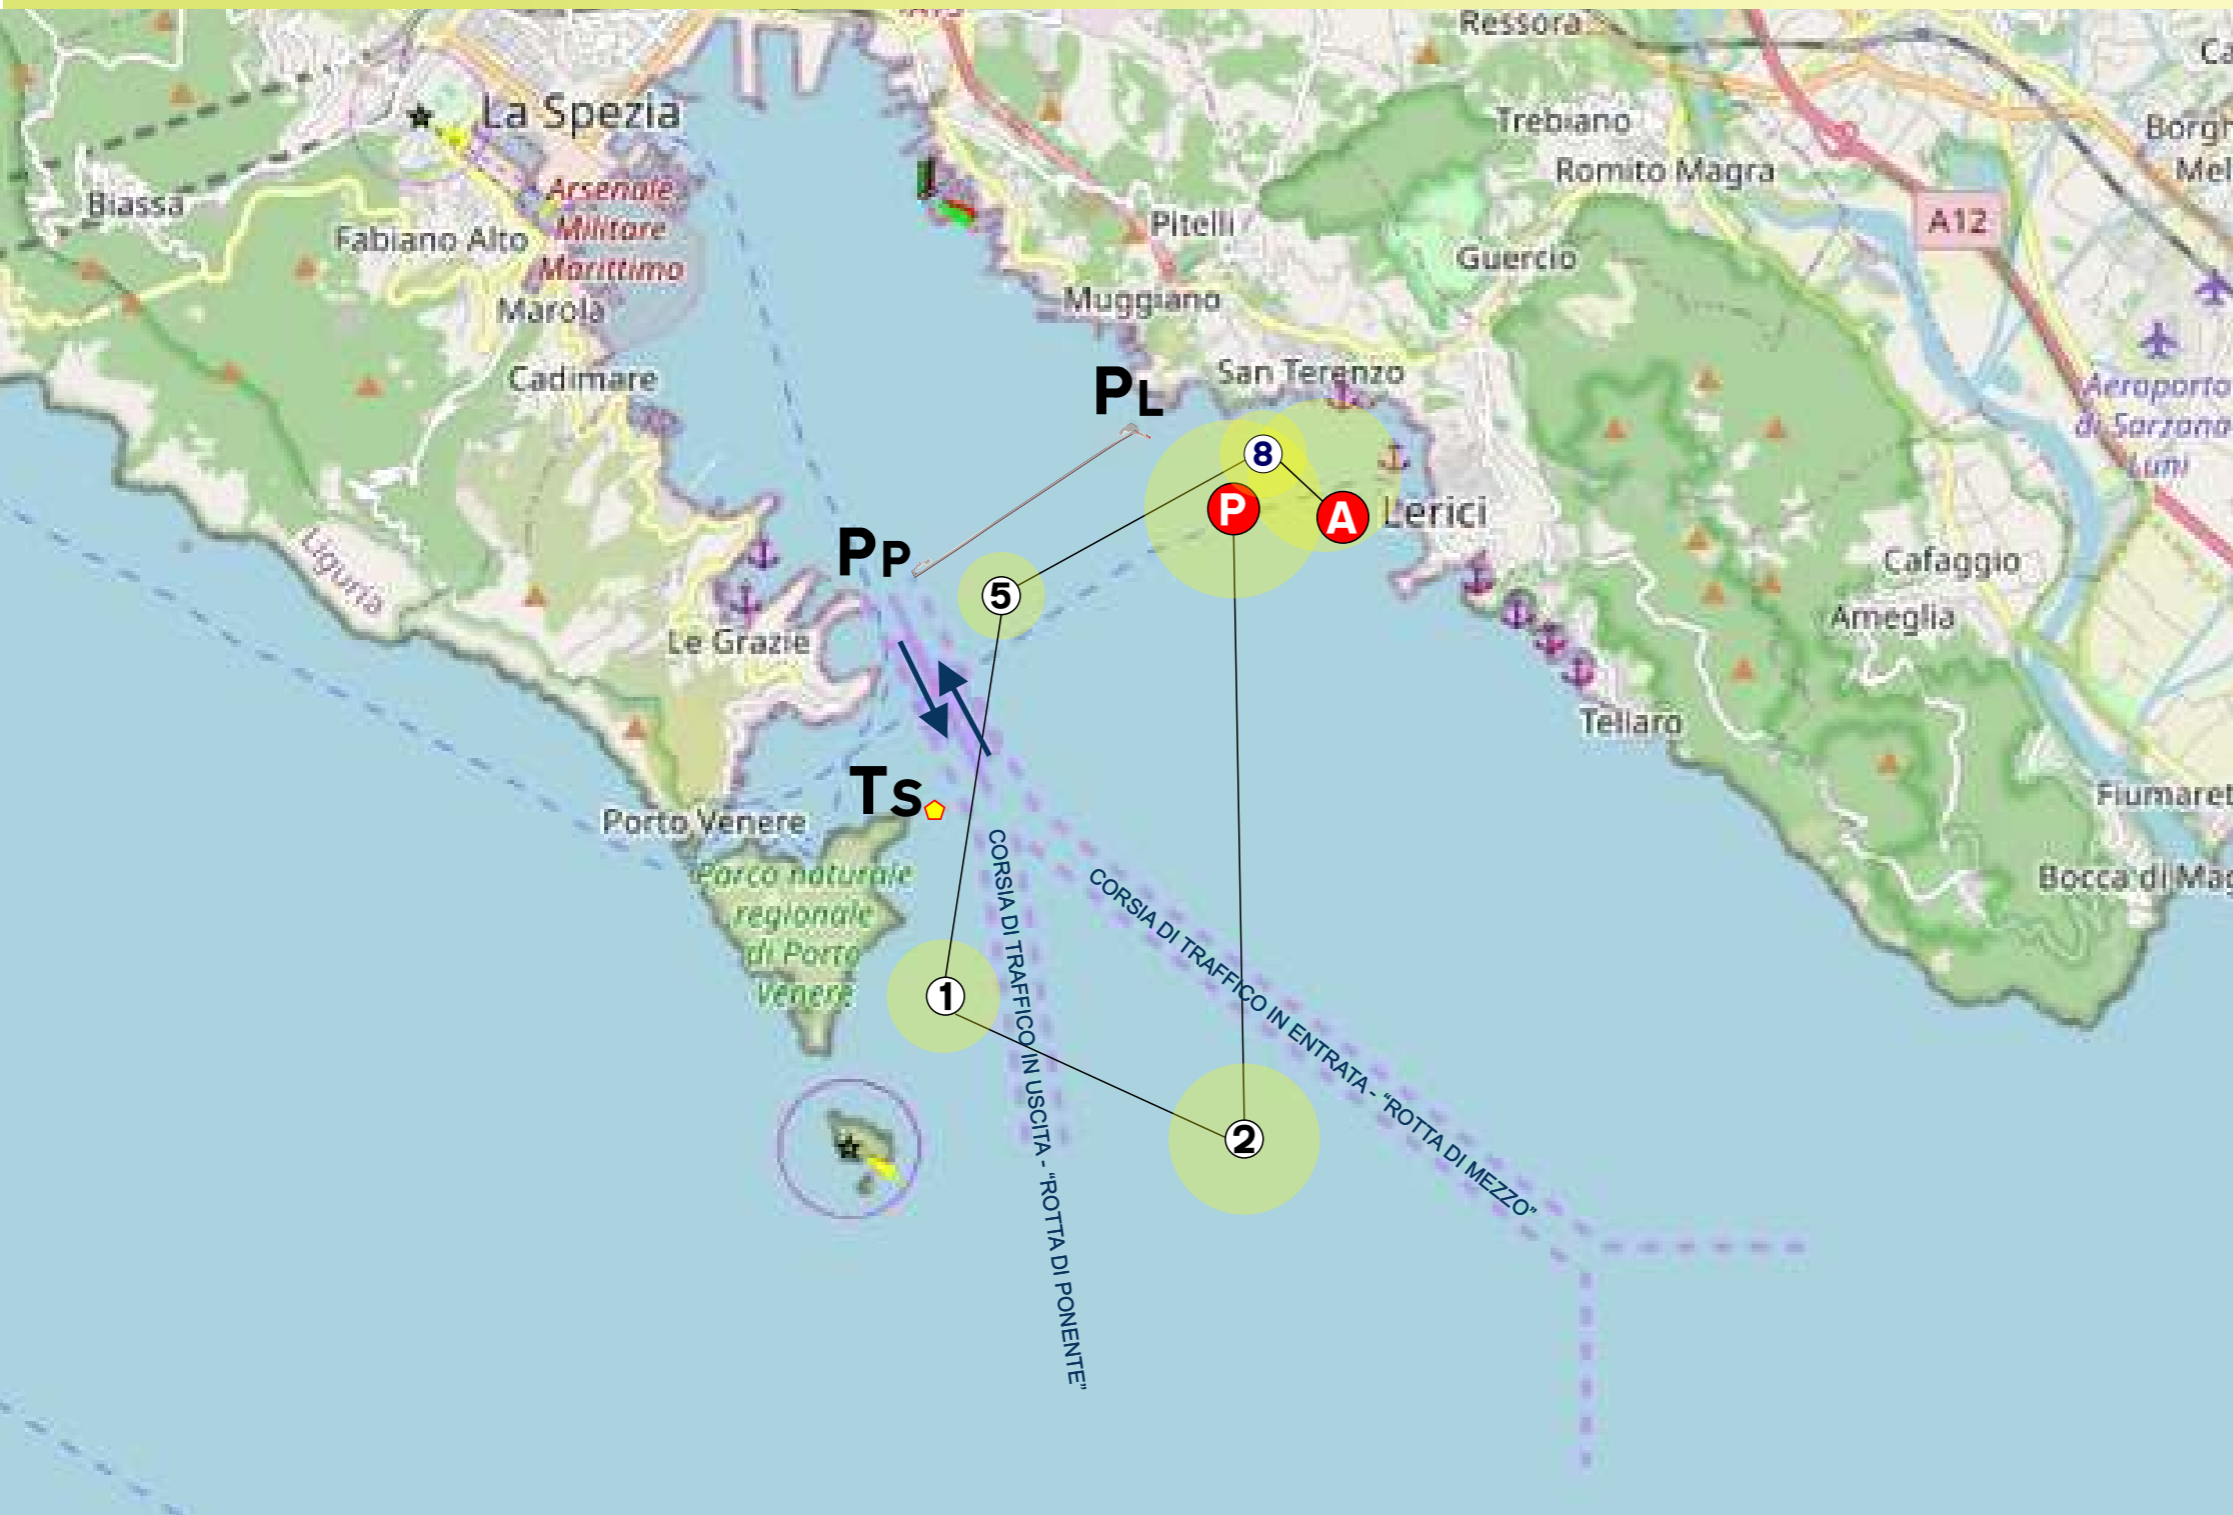 Ressora
La Spezia
Trebiano
Romito Magra
A12
Biassa
Arsenale
Militare
Marittimo
Fabiano Alto
Pitelli
Guercio
Marola
Muggiano
Cadimare
San Terenzo
PL
Aeroporto
di Sarzana-
Luni
8
P
A
Lerici
PP
5
Liguria
Le Grazie
Cafaggio
Ameglia
Tellaro
Ts
Porto Venere
Fiumaret
Parco naturale
regionale
di Porto
Venere
Bocca di Mag
1
2
CORSIA DI TRAFFICO IN USCITA - "ROTTA DI PONENTE"
CORSIA DI TRAFFICO IN ENTRATA - "ROTTA DI MEZZO"